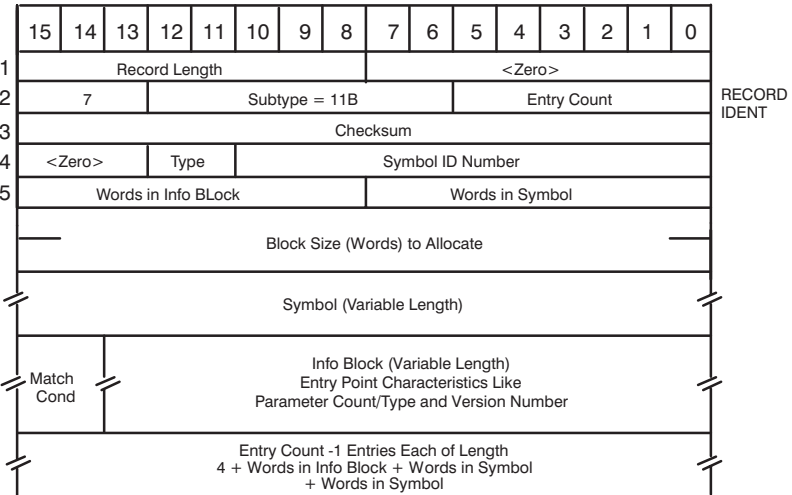 15 14 13 12 11 10 9 8 7 6 5 4 3 2 1 0
1 Record Length <Zero>
2 7 Subtype = 11B Entry Count RECORD
IDENT
3 Checksum
4 <Zero> Type Symbol ID Number
5 Words in Info BLock Words in Symbol
Block Size (Words) to Allocate
Symbol (Variable Length)
Match
Cond
Info Block (Variable Length)
Entry Point Characteristics Like
Parameter Count/Type and Version Number
Entry Count -1 Entries Each of Length
4 + Words in Info Block + Words in Symbol
+ Words in Symbol